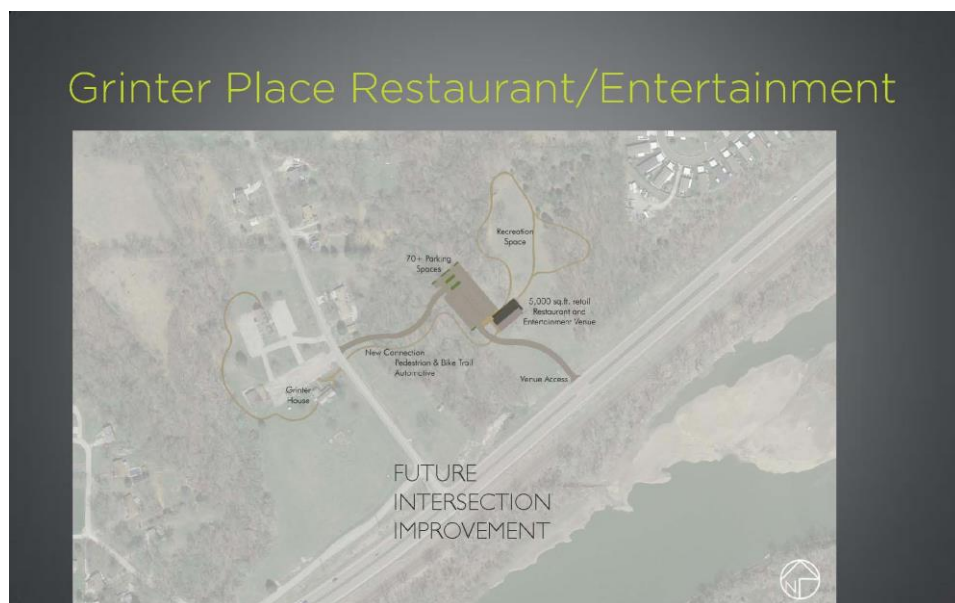 Grinter Place Restaurant/Entertainment
Recreation
Space
70+ Parking
Spaces
5,000 sq.ft. retail
Restaurant and
Entertainment Venue
New Connection
Pedestrian & Bike Trail
Automotive
Venue Access
Grinter
House
FUTURE
INTERSECTION
IMPROVEMENT
N